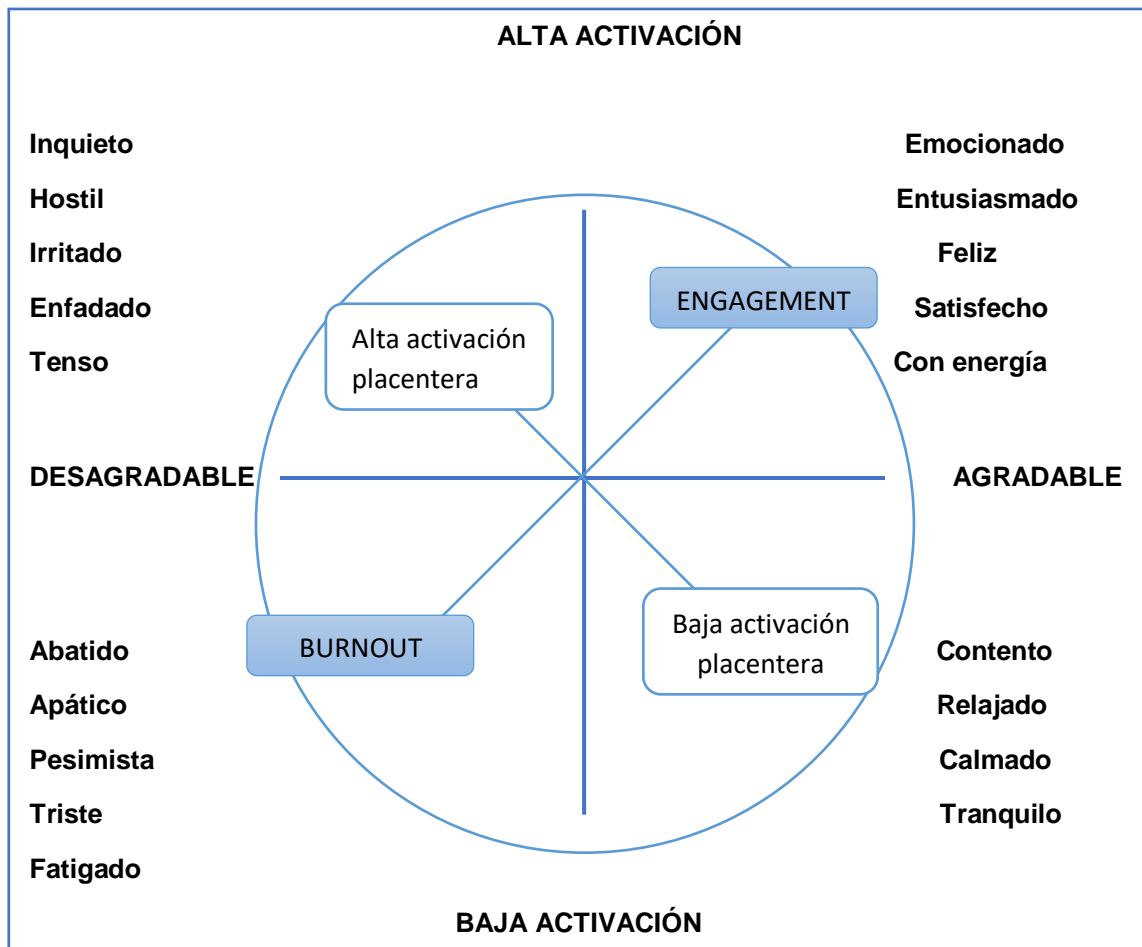 ALTA ACTIVACIÓN
Inquieto
Hostil
Irritado
Enfadado
Tenso
Emocionado
Entusiasmado
Feliz
Satisfecho
Con energía
Alta activación
placentera
ENGAGEMENT
DESAGRADABLE
AGRADABLE
BURNOUT
Baja activación
placentera
Abatido
Apático
Pesimista
Triste
Fatigado
Contento
Relajado
Calmado
Tranquilo
BAJA ACTIVACIÓN